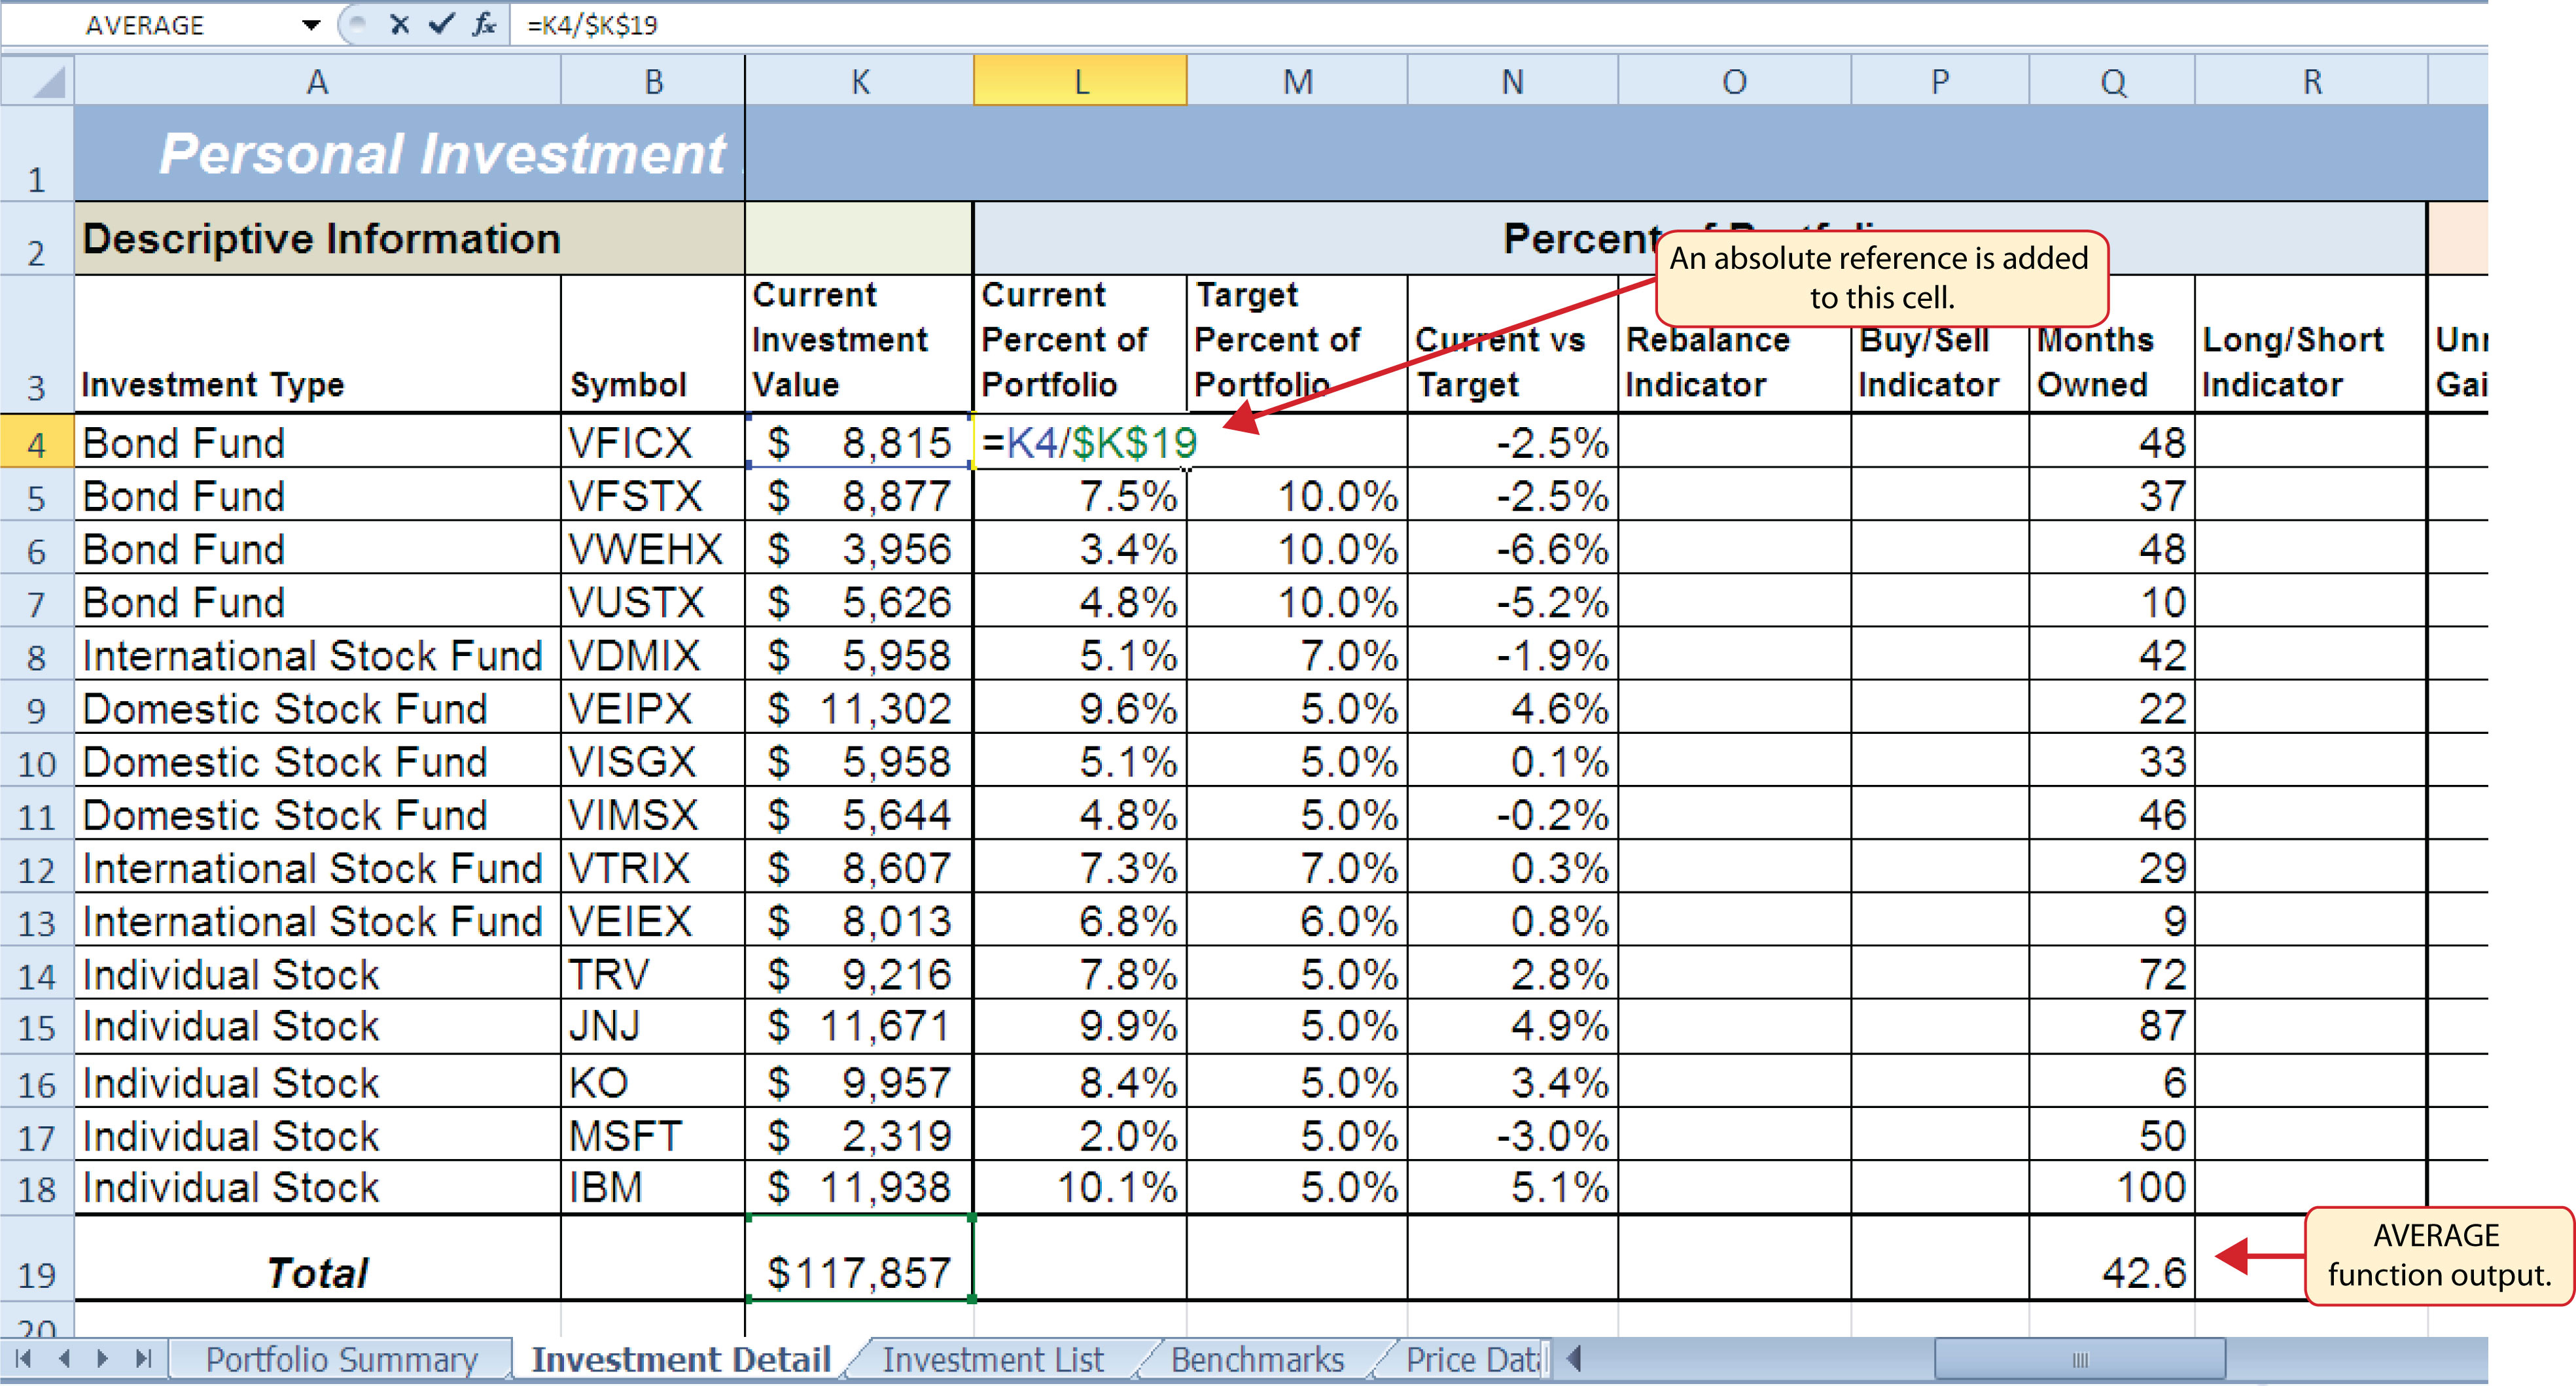 AVERAGE fx =K4/$K$19
A B K L M N O P Q R
1 Personal Investment
2 Descriptive Information Percent
An absolute reference is added
to this cell.
Current Current Target
Investment Percent of Percent of Current vs Rebalance Buy/Sell Months Long/Short
3 Investment Type Symbol Value Portfolio Portfolio Target Indicator Indicator Owned Indicator
4 Bond Fund VFICX $ 8,815 =K4/$K$19 -2.5% 48
5 Bond Fund VFSTX $ 8,877 7.5% 10.0% -2.5% 37
6 Bond Fund VWEHX $ 3,956 3.4% 10.0% -6.6% 48
7 Bond Fund VUSTX $ 5,626 4.8% 10.0% -5.2% 10
8 International Stock Fund VDMIX $ 5,958 5.1% 7.0% -1.9% 42
9 Domestic Stock Fund VEIPX $ 11,302 9.6% 5.0% 4.6% 22
10 Domestic Stock Fund VISGX $ 5,958 5.1% 5.0% 0.1% 33
11 Domestic Stock Fund VIMSX $ 5,644 4.8% 5.0% -0.2% 46
12 International Stock Fund VTRIX $ 8,607 7.3% 7.0% 0.3% 29
13 International Stock Fund VEIEX $ 8,013 6.8% 6.0% 0.8% 9
14 Individual Stock TRV $ 9,216 7.8% 5.0% 2.8% 72
15 Individual Stock JNJ $ 11,671 9.9% 5.0% 4.9% 87
16 Individual Stock KO $ 9,957 8.4% 5.0% 3.4% 6
17 Individual Stock MSFT $ 2,319 2.0% 5.0% -3.0% 50
18 Individual Stock IBM $ 11,938 10.1% 5.0% 5.1% 100
19 Total $117,857 42.6
AVERAGE
function output.
20
Portfolio Summary Investment Detail Investment List Benchmarks Price